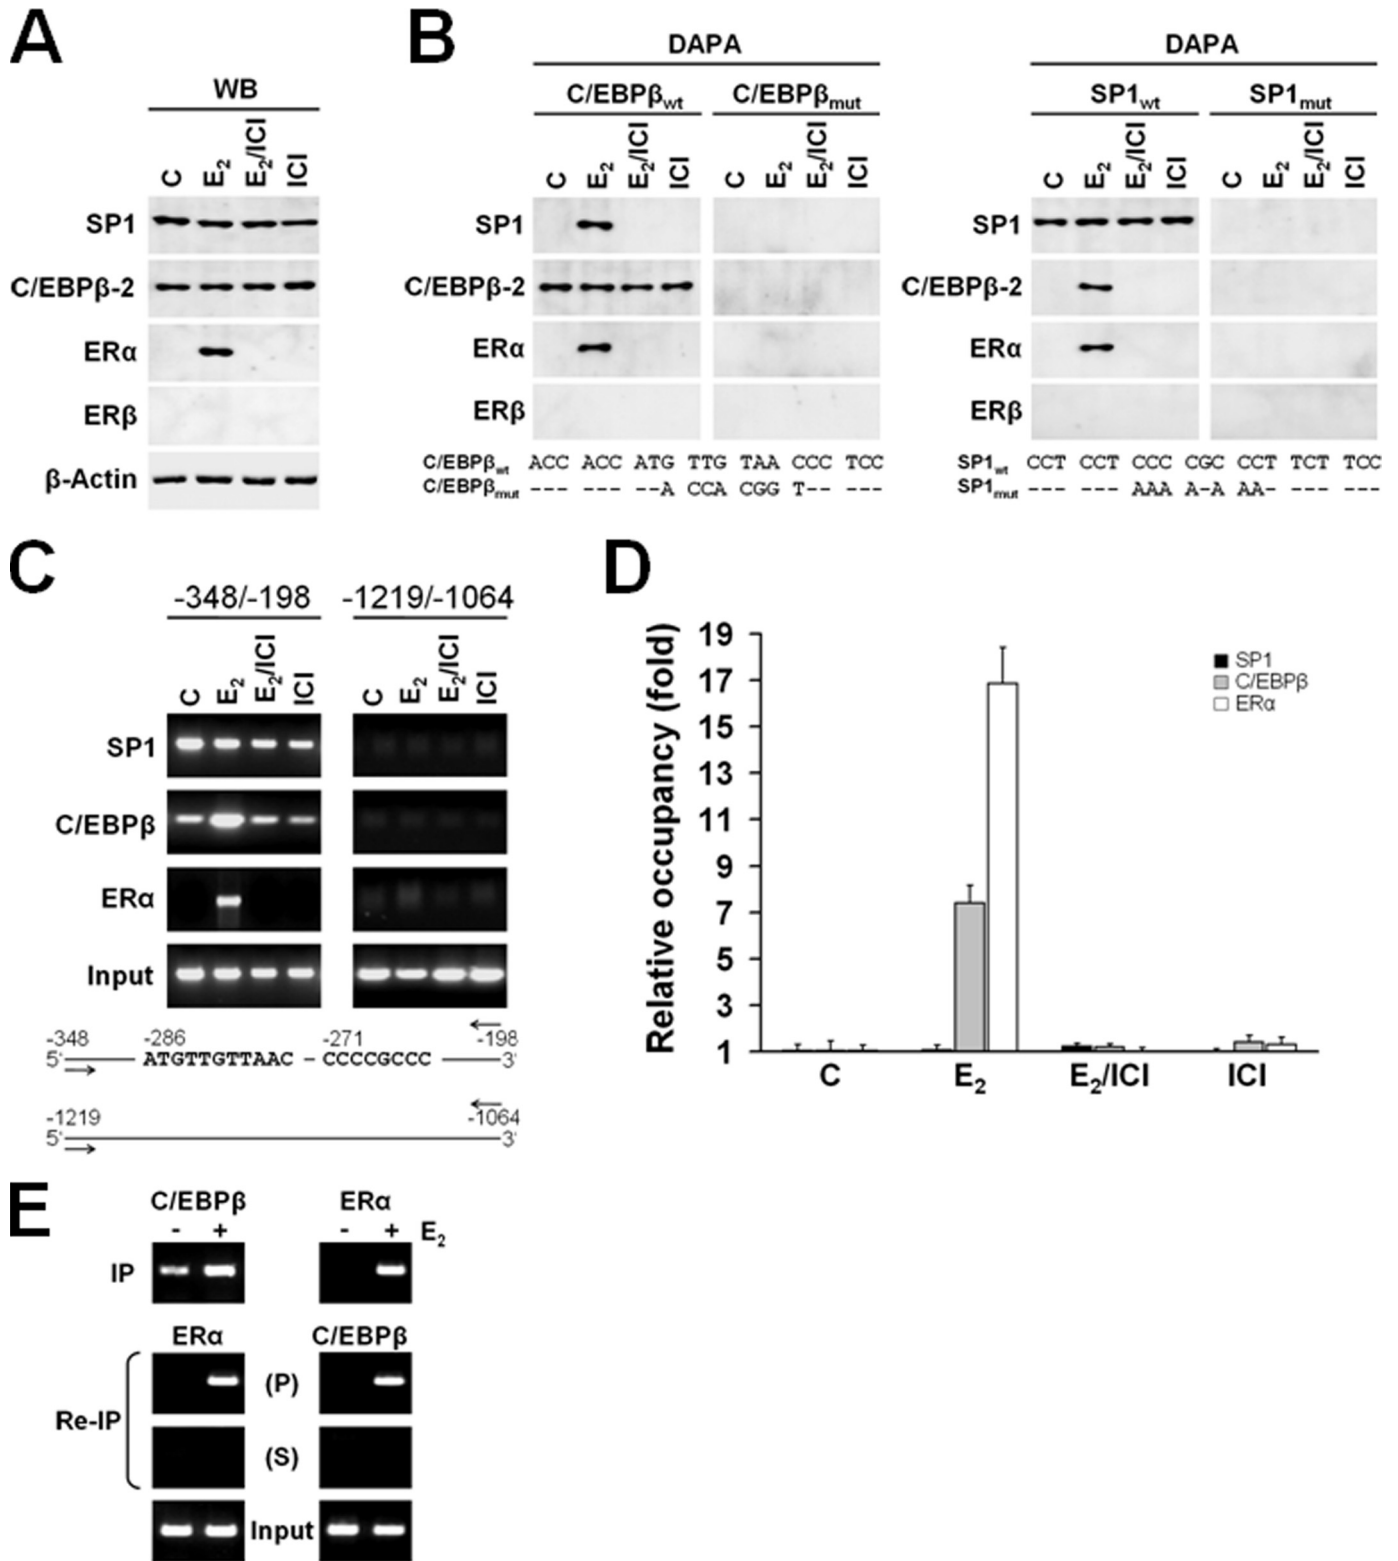 A
WB
C E₂ E₂/ICI ICI
SP1
C/EBPβ-2
ERα
ERβ
β-Actin
B
DAPA
C/EBPβwt C/EBPβmut
C E₂ E₂/ICI ICI C E₂ E₂/ICI ICI
SP1
C/EBPβ-2
ERα
ERβ
C/EBPβwt ACC ACC ATG TTG TAA CCC TCC
C/EBPβmut --- --- --A CCA CGG T-- ---
DAPA
SP1wt SP1mut
C E₂ E₂/ICI ICI C E₂ E₂/ICI ICI
SP1
C/EBPβ-2
ERα
ERβ
SP1wt CCT CCT CCC CGC CCT TCT TCC
SP1mut --- --- AAA A-A AA- --- ---
C
-348/-198 -1219/-1064
C E₂ E₂/ICI ICI C E₂ E₂/ICI ICI
SP1
C/EBPβ
ERα
Input
-348 -286 -271 -198
5' ATGTTGTTAAC – CCCCGCCC 3'
-1219 -1064
5' 3'
D
Relative occupancy (fold)
19
17
15
13
11
9
7
5
3
1
SP1
C/EBPβ
ERα
C E₂ E₂/ICI ICI
E
C/EBPβ ERα
- + - + E₂
IP
ERα C/EBPβ
Re-IP
(P)
(S)
Input